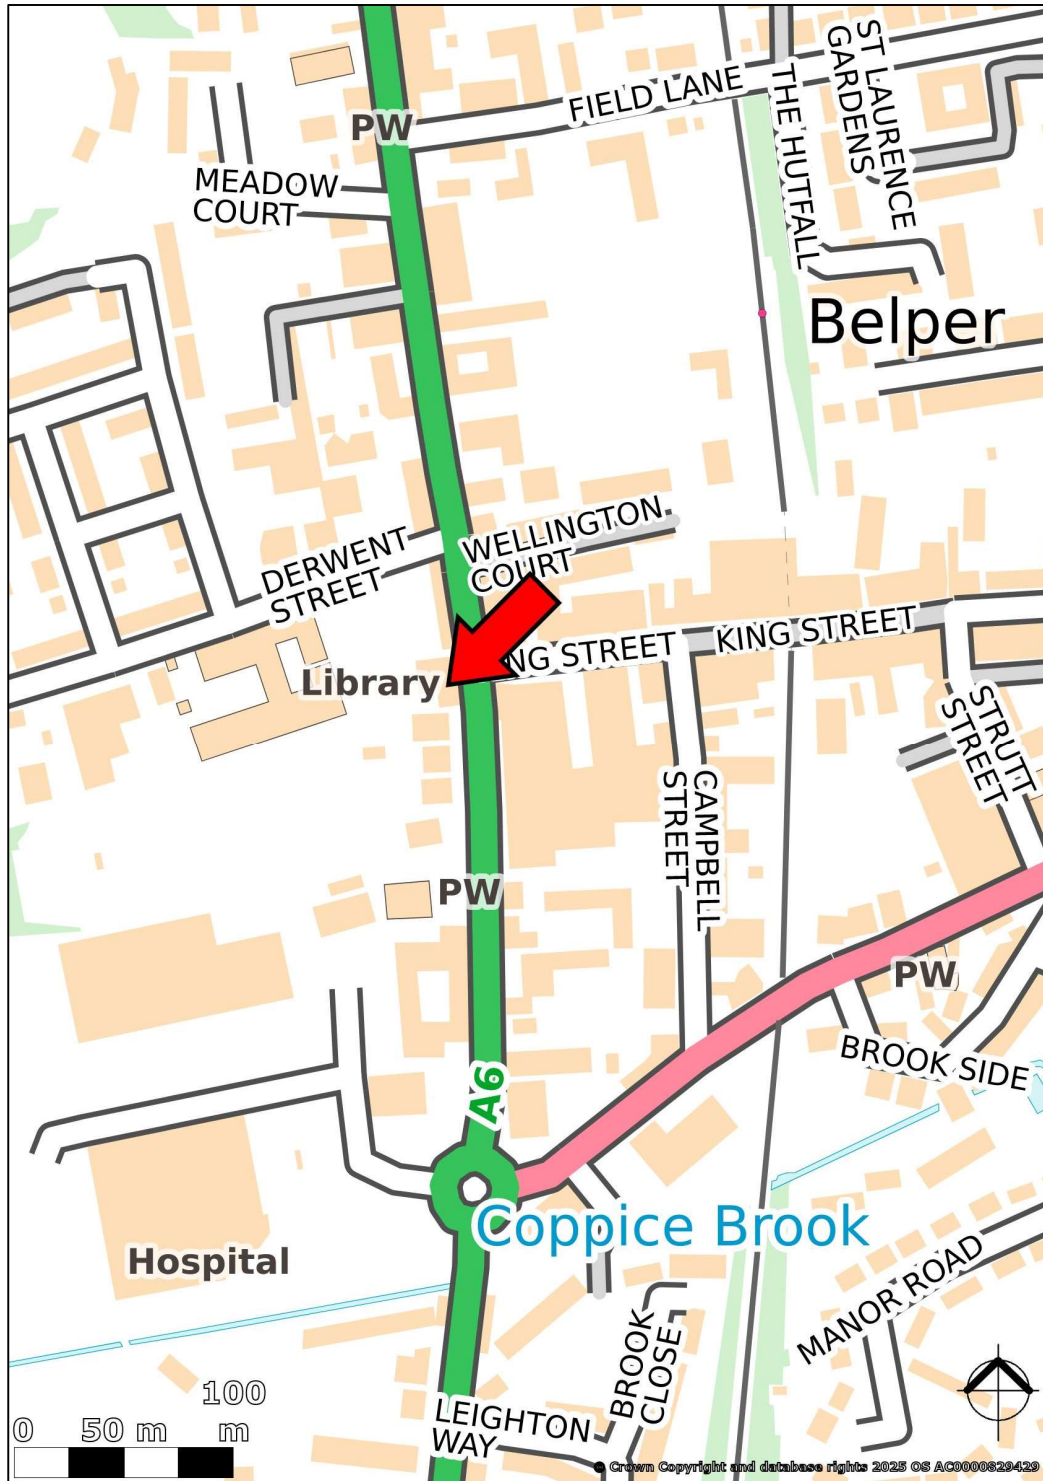 PW
FIELD LANE
THE HUTFALL
ST LAURENCE
GARDENS
MEADOW
COURT
Belper
DERWENT
STREET
WELLINGTON
COURT
Library
NG STREET
KING STREET
STRUTT
STREET
CAMPBELL
STREET
PW
PW
BROOK SIDE
A6
Coppice Brook
Hospital
MANOR ROAD
BROOK
CLOSE
LEIGHTON
WAY
0 50 m 100 m
© Crown Copyright and database rights 2025 OS AC0000829429